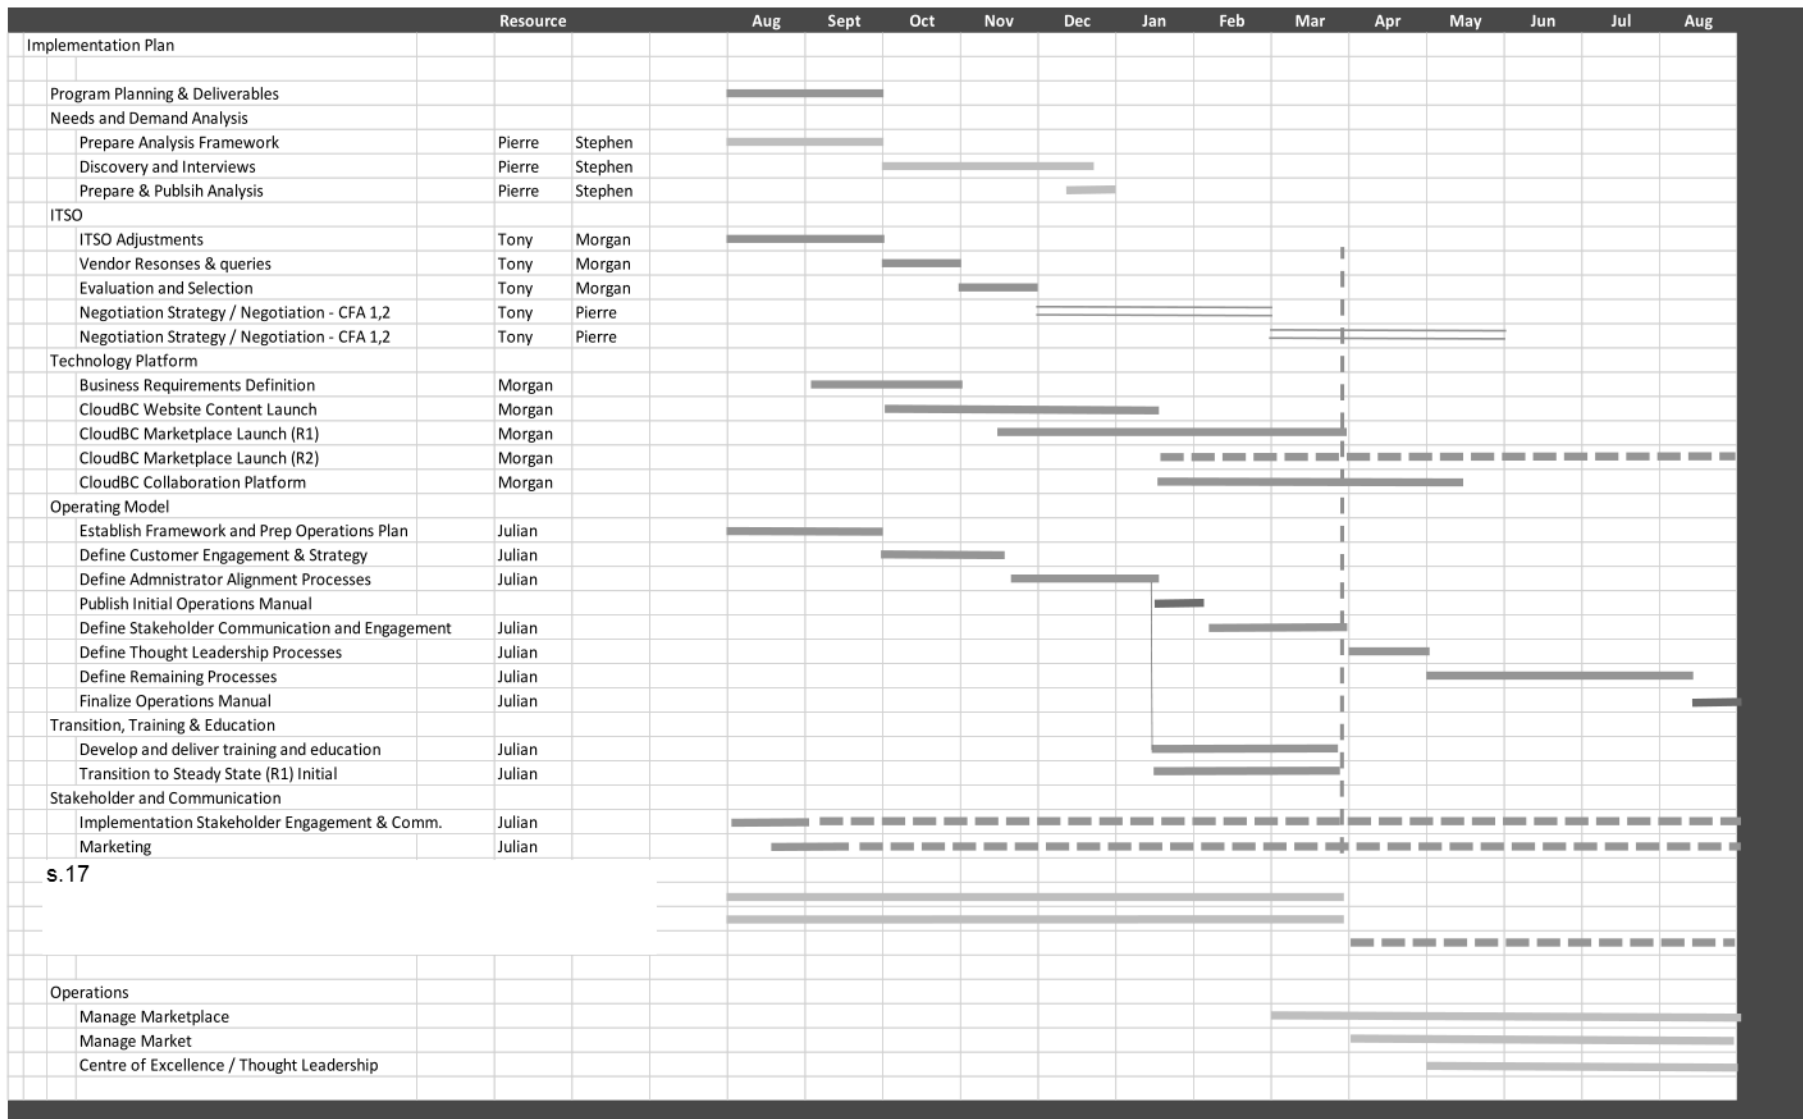 Resource Aug Sept Oct Nov Dec Jan Feb Mar Apr May Jun Jul Aug
Implementation Plan
Program Planning & Deliverables
Needs and Demand Analysis
Prepare Analysis Framework Pierre Stephen
Discovery and Interviews Pierre Stephen
Prepare & Publsih Analysis Pierre Stephen
ITSO
ITSO Adjustments Tony Morgan
Vendor Resonses & queries Tony Morgan
Evaluation and Selection Tony Morgan
Negotiation Strategy / Negotiation - CFA 1,2 Tony Pierre
Negotiation Strategy / Negotiation - CFA 1,2 Tony Pierre
Technology Platform
Business Requirements Definition Morgan
CloudBC Website Content Launch Morgan
CloudBC Marketplace Launch (R1) Morgan
CloudBC Marketplace Launch (R2) Morgan
CloudBC Collaboration Platform Morgan
Operating Model
Establish Framework and Prep Operations Plan Julian
Define Customer Engagement & Strategy Julian
Define Admnistrator Alignment Processes Julian
Publish Initial Operations Manual
Define Stakeholder Communication and Engagement Julian
Define Thought Leadership Processes Julian
Define Remaining Processes Julian
Finalize Operations Manual Julian
Transition, Training & Education
Develop and deliver training and education Julian
Transition to Steady State (R1) Initial Julian
Stakeholder and Communication
Implementation Stakeholder Engagement & Comm. Julian
Marketing Julian
s.17
Operations
Manage Marketplace
Manage Market
Centre of Excellence / Thought Leadership